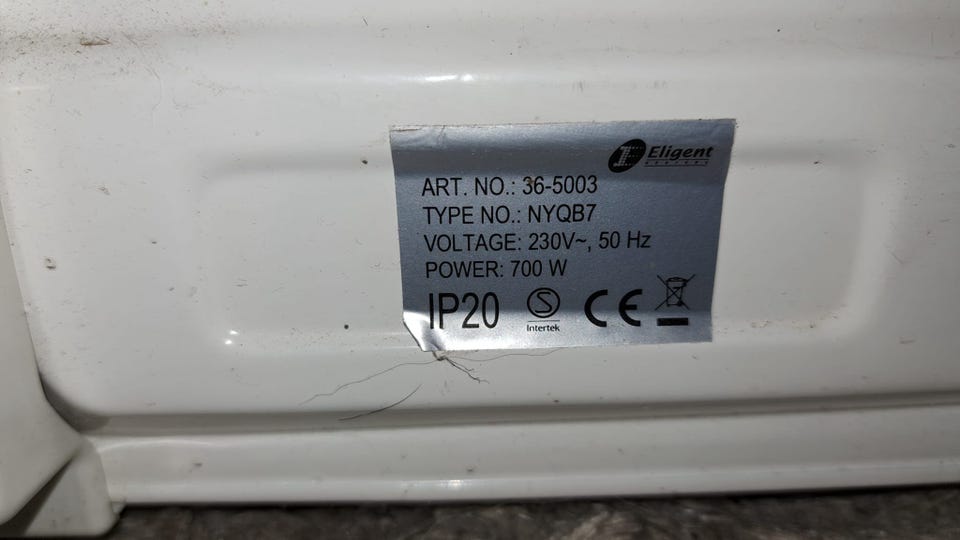 Eligent
ART. NO.: 36-5003
TYPE NO.: NYQB7
VOLTAGE: 230V~, 50 Hz
POWER: 700 W
IP20
S
Intertek
CE